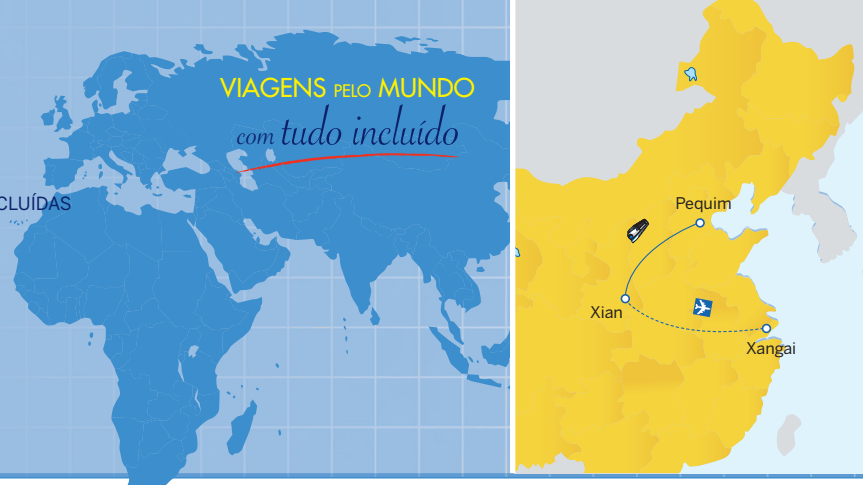 VIAGENS PELO MUNDO
com tudo incluído
CLUÍDAS
Pequim
Xian
Xangai